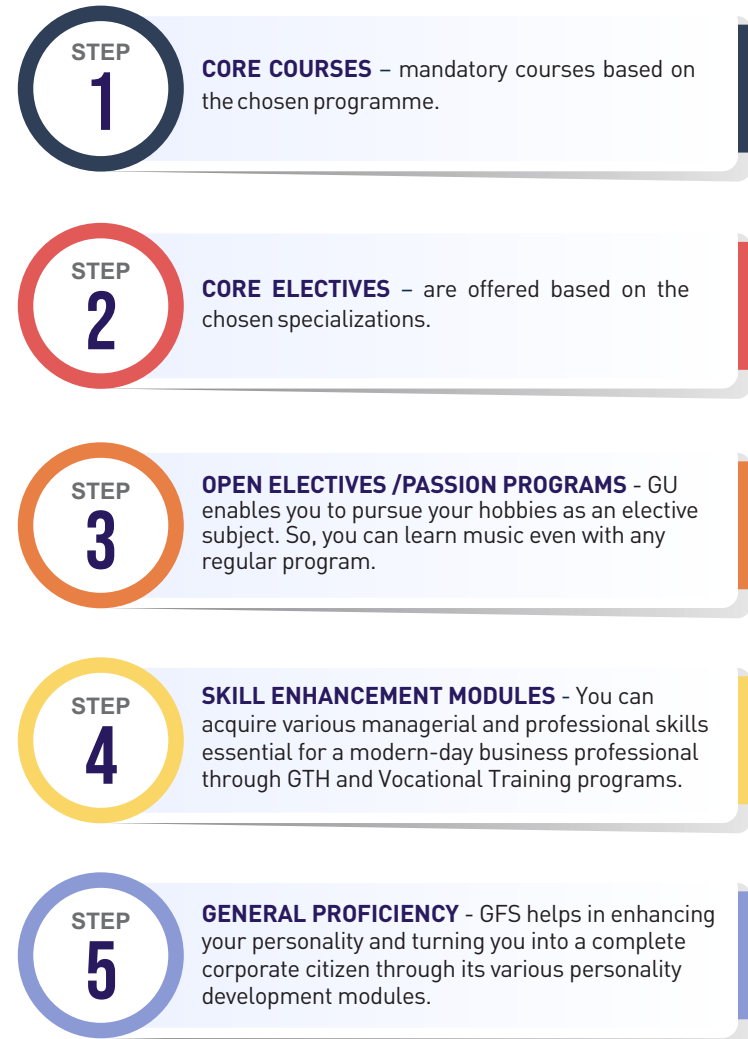 STEP
1
CORE COURSES – mandatory courses based on
the chosen programme.
STEP
2
CORE ELECTIVES – are offered based on the
chosen specializations.
STEP
3
OPEN ELECTIVES /PASSION PROGRAMS - GU
enables you to pursue your hobbies as an elective
subject. So, you can learn music even with any
regular program.
STEP
4
SKILL ENHANCEMENT MODULES - You can
acquire various managerial and professional skills
essential for a modern-day business professional
through GTH and Vocational Training programs.
STEP
5
GENERAL PROFICIENCY - GFS helps in enhancing
your personality and turning you into a complete
corporate citizen through its various personality
development modules.